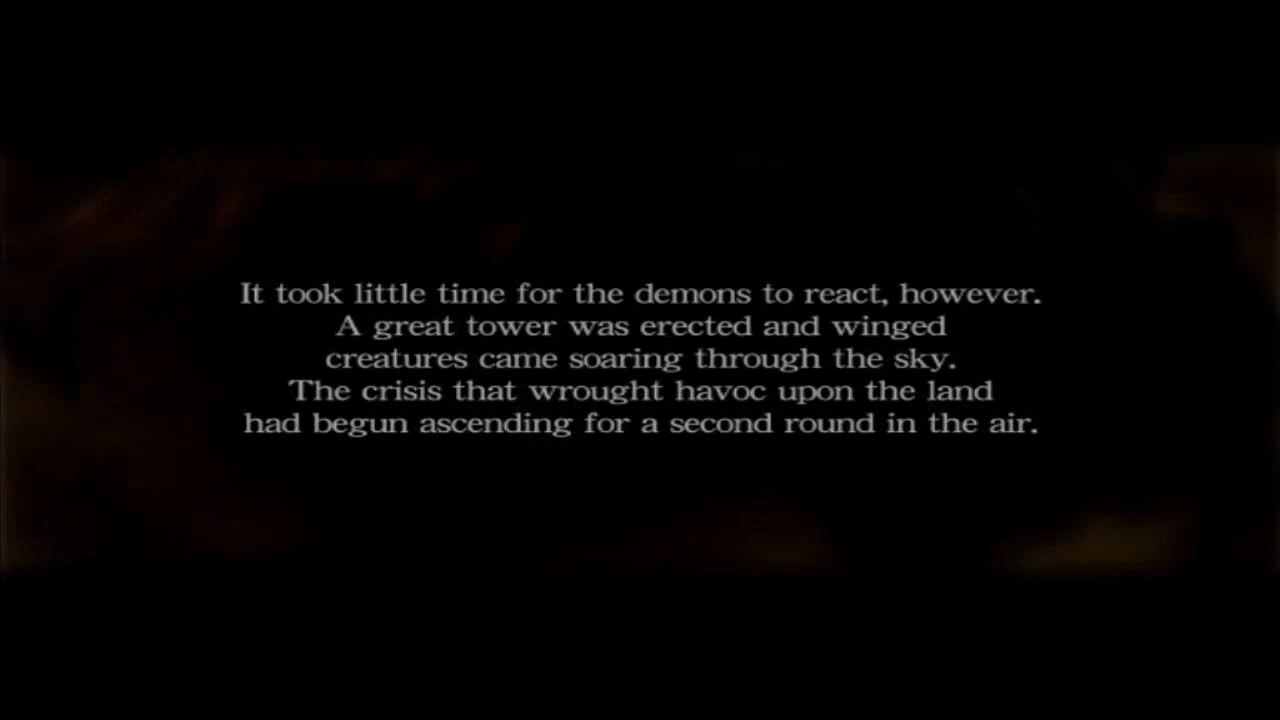 It took little time for the demons to react, however.
A great tower was erected and winged
creatures came soaring through the sky.
The crisis that wrought havoc upon the land
had begun ascending for a second round in the air.